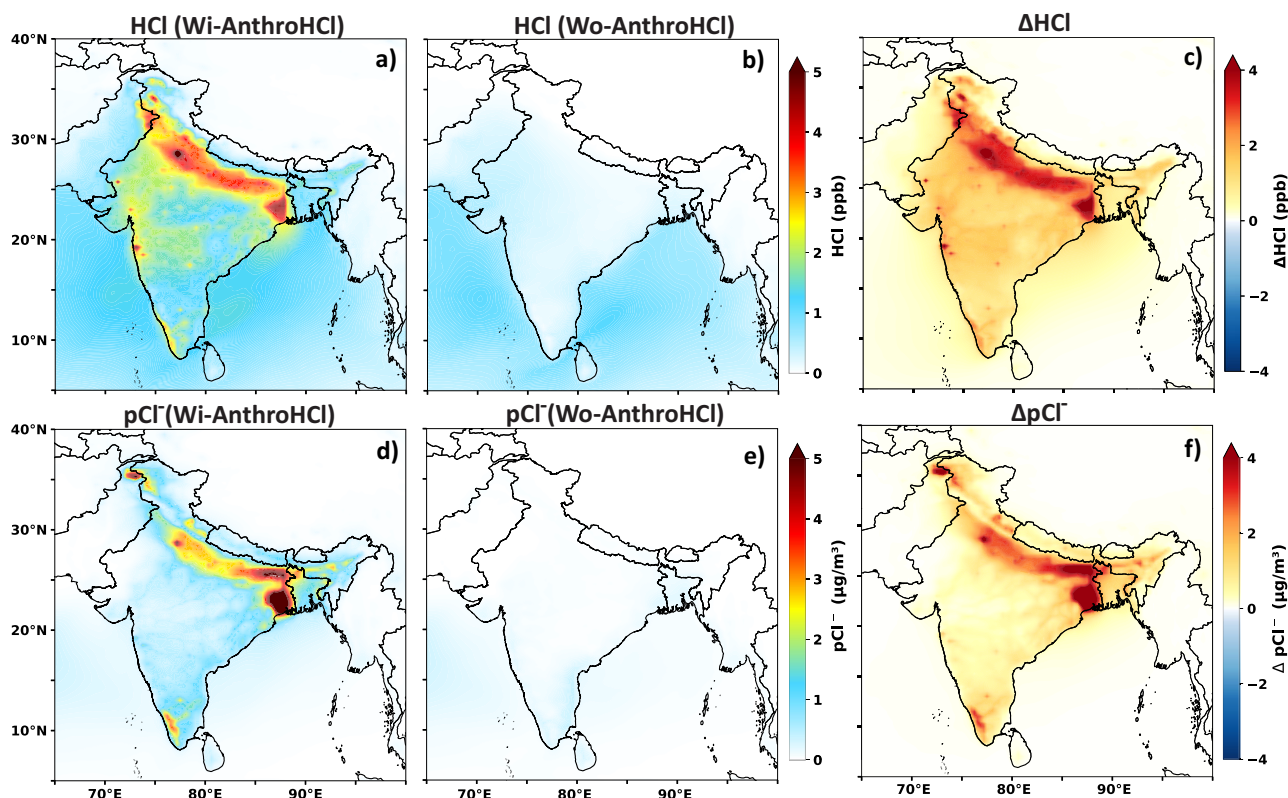 HCl (Wi-AnthroHCl)
HCl (Wo-AnthroHCl)
ΔHCl
a)
b)
c)
40°N
30°N
20°N
10°N
5
4
3
2
1
0
HCl (ppb)
4
2
0
−2
−4
ΔHCl (ppb)
70°E
80°E
90°E
pCl⁻(Wi-AnthroHCl)
pCl⁻(Wo-AnthroHCl)
ΔpCl⁻
d)
e)
f)
40°N
30°N
20°N
10°N
5
4
3
2
1
0
pCl⁻ (μg/m³)
4
2
0
−2
−4
Δ pCl⁻ (μg/m³)
70°E 80°E 90°E
70°E 80°E 90°E
70°E 80°E 90°E